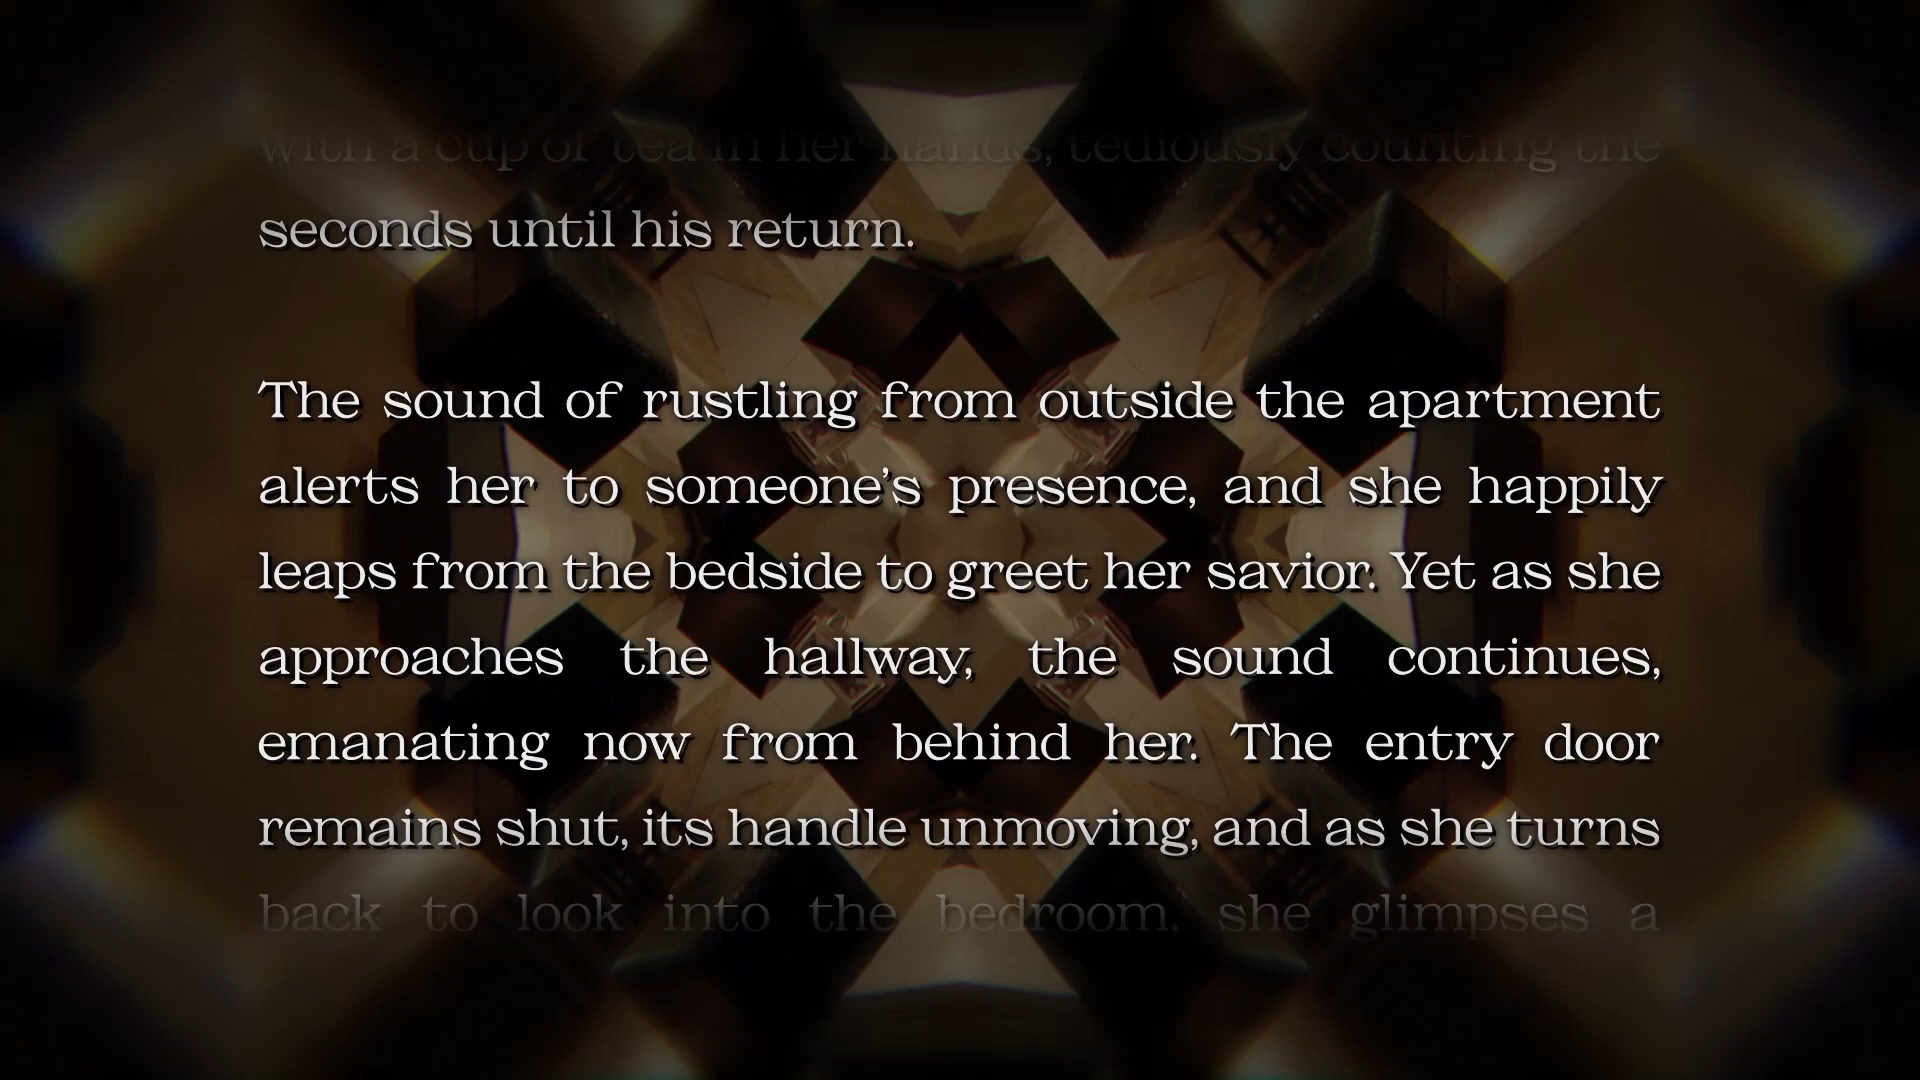 with a cup of tea in her hands, tediously counting the
seconds until his return.
The sound of rustling from outside the apartment
alerts her to someone’s presence, and she happily
leaps from the bedside to greet her savior. Yet as she
approaches the hallway, the sound continues,
emanating now from behind her. The entry door
remains shut, its handle unmoving, and as she turns
back to look into the bedroom, she glimpses a